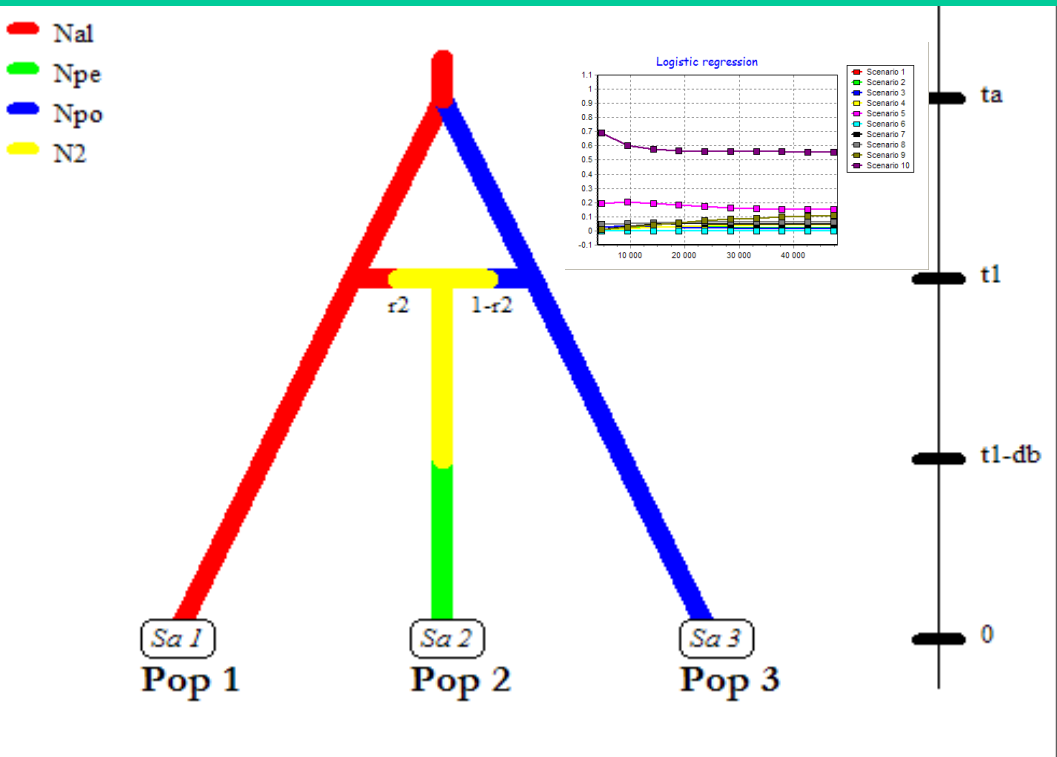 Nal
Npe
Npo
N2
Logistic regression
1.1
1
0.9
0.8
0.7
0.6
0.5
0.4
0.3
0.2
0.1
0
-0.1
10 000 20 000 30 000 40 000
Scenario 1
Scenario 2
Scenario 3
Scenario 4
Scenario 5
Scenario 6
Scenario 7
Scenario 8
Scenario 9
Scenario 10
ta
t1
r2 1-r2
t1-db
0
Sa 1 Sa 2 Sa 3
Pop 1 Pop 2 Pop 3